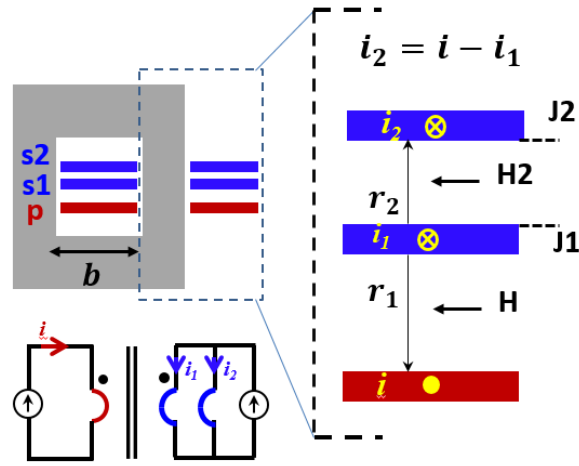 i₂ = i − i₁
s2
s1
p
b
i₂
J2
H2
r₂
i₁
J1
r₁
H
i
i
i₁
i₂